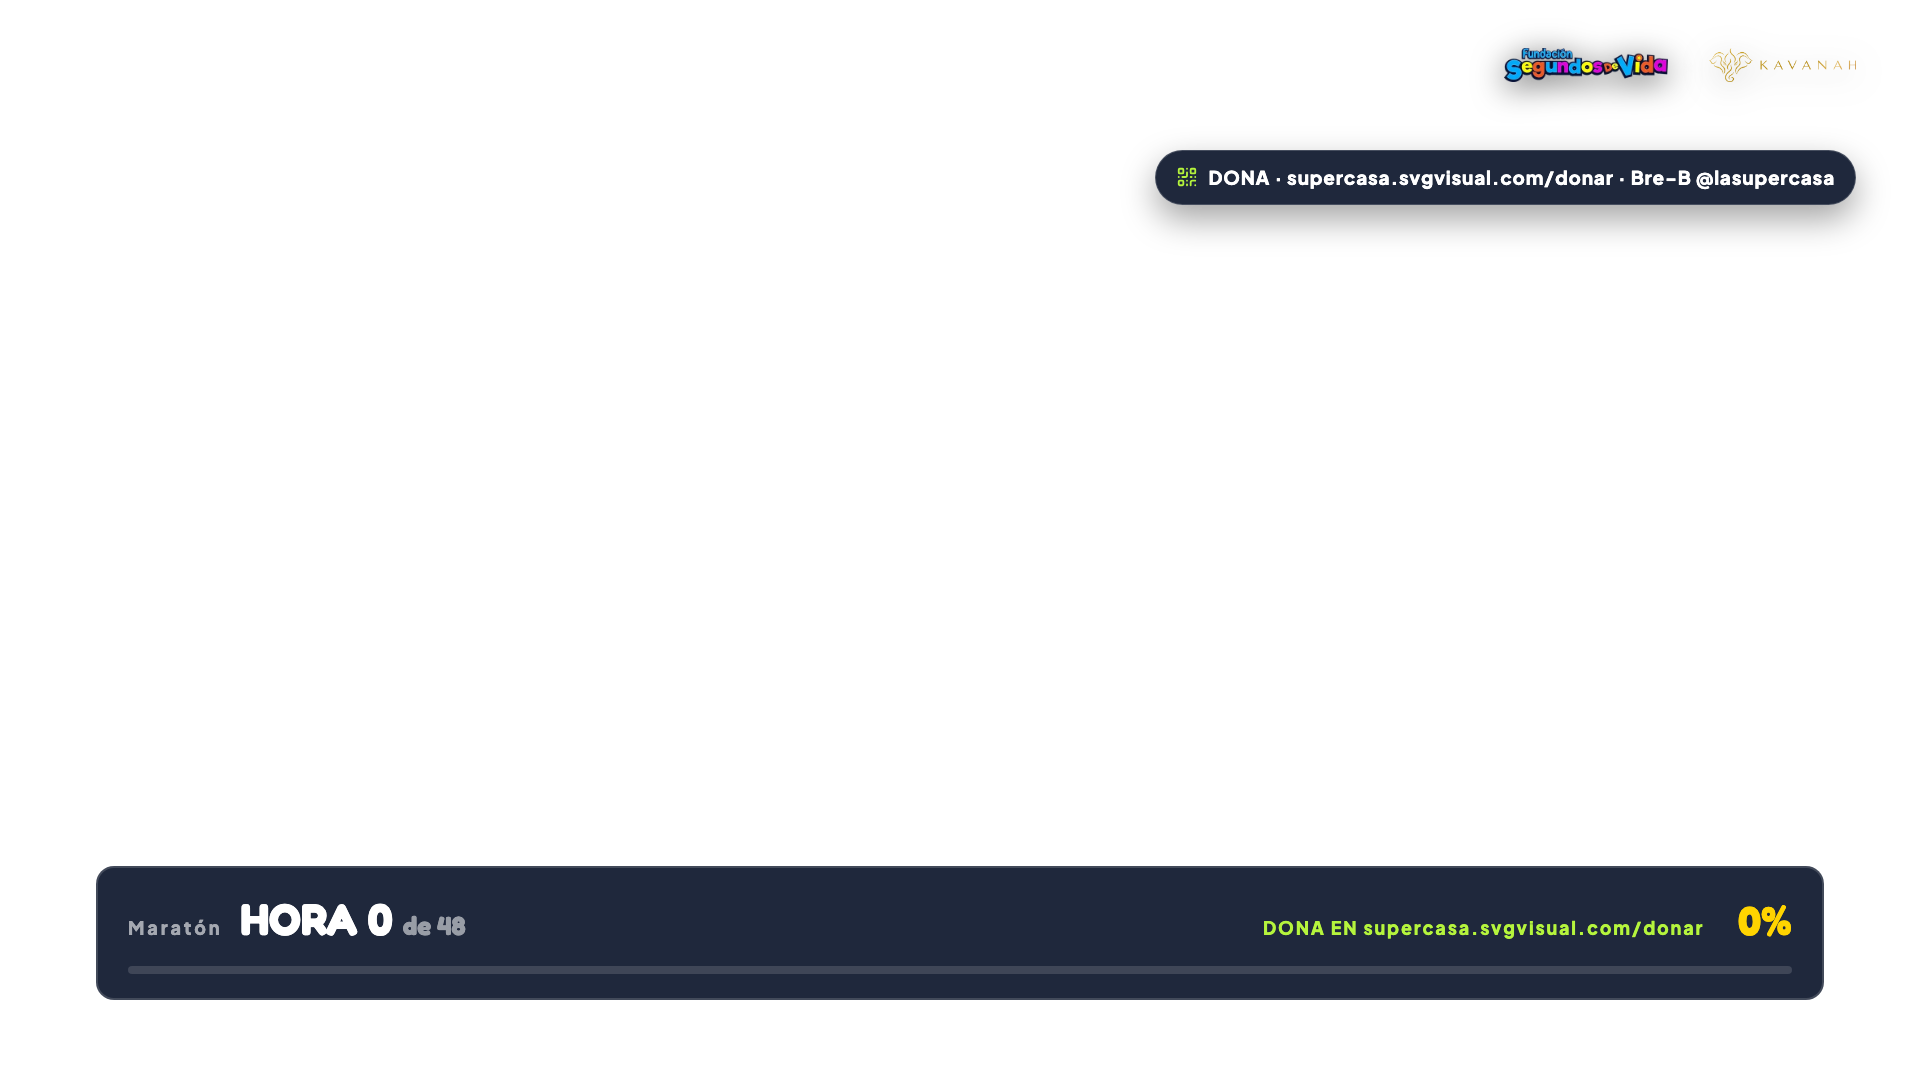 Fundación
Segundos De Vida
KAVANAH
DONA · supercasa.svgvisual.com/donar · Bre-B @lasupercasa
Maratón HORA 0 de 48
DONA EN supercasa.svgvisual.com/donar 0%